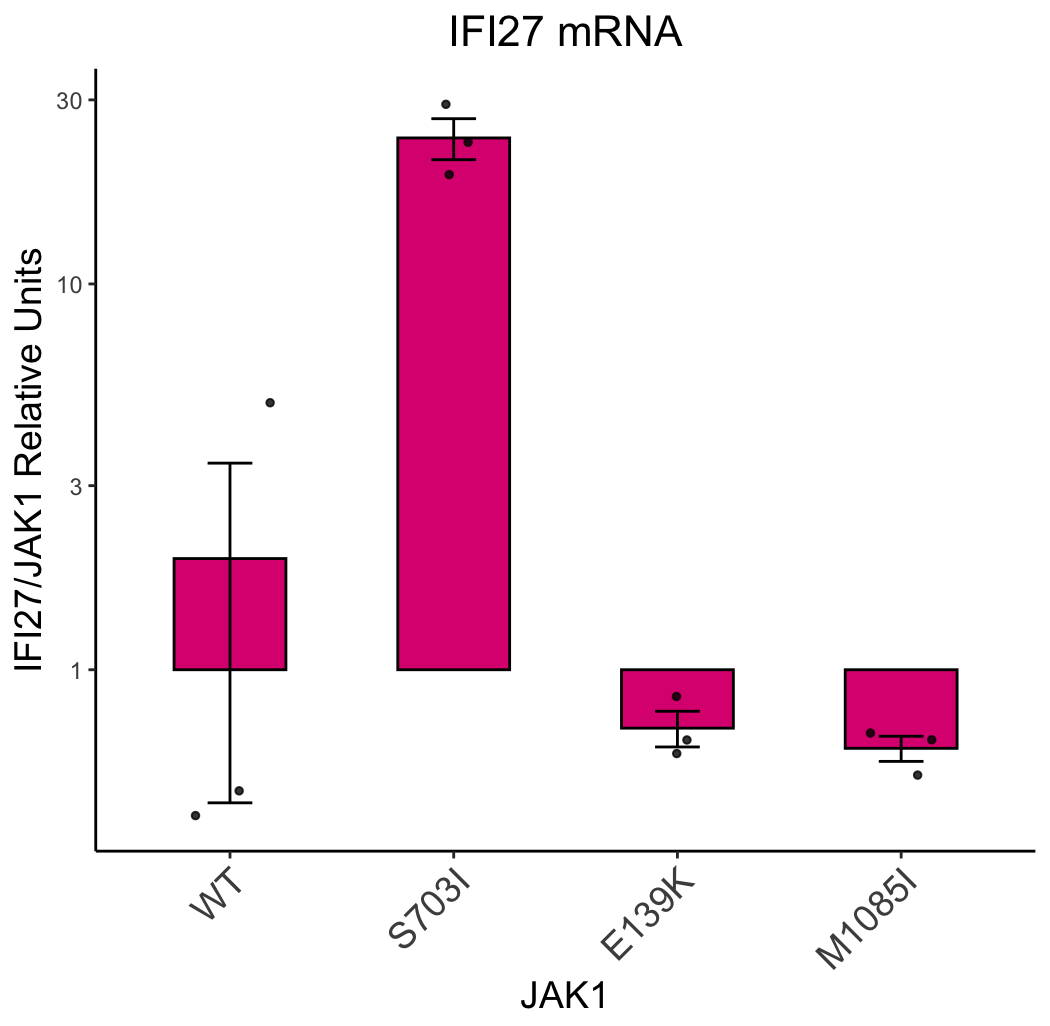 IFI27 mRNA
IFI27/JAK1 Relative Units
30
10
3
1
WT
S703I
E139K
M1085I
JAK1